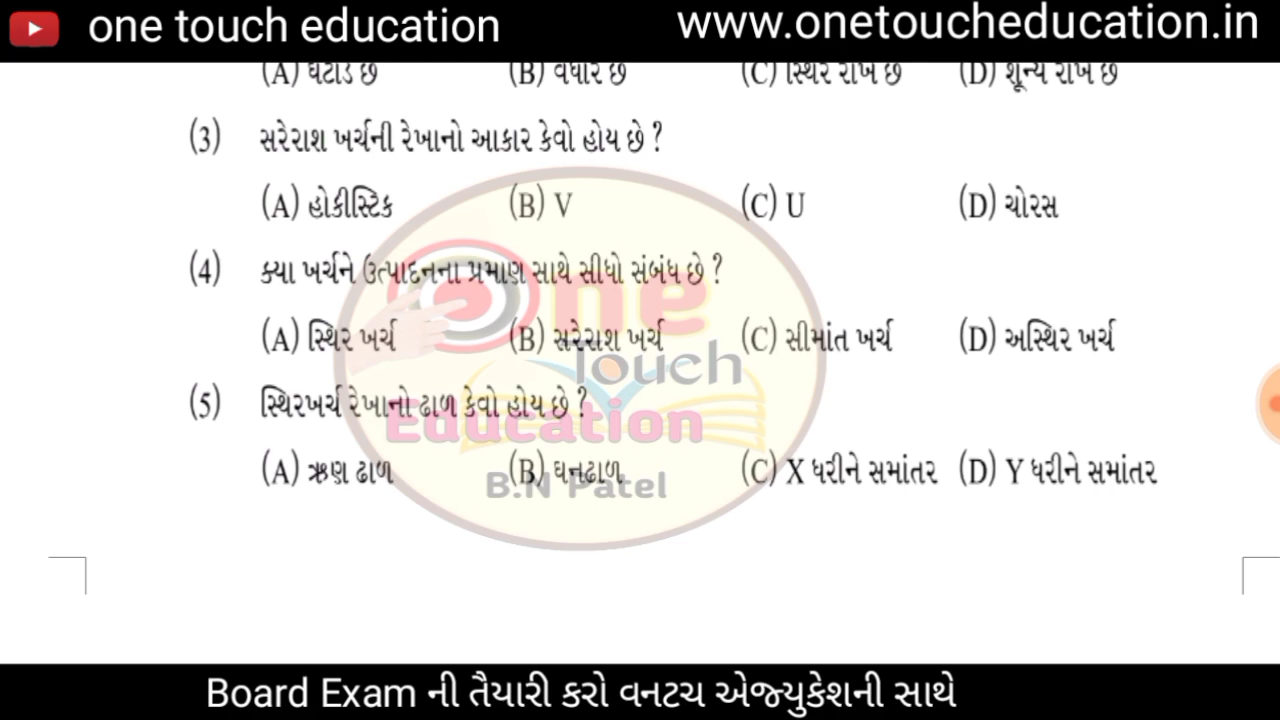 one touch education www.onetoucheducation.in
(A) ઘટાડે છે (B) વધારે છે (C) સ્થિર રાખે છે (D) શૂન્ય રાખે છે
(3) સરેરાશ ખર્ચની રેખાનો આકાર કેવો હોય છે ?
(A) હોકીસ્ટિક (B) V (C) U (D) ચોરસ
(4) ક્યા ખર્ચને ઉત્પાદનના પ્રમાણ સાથે સીધો સંબંધ છે ?
(A) સ્થિર ખર્ચ (B) સરેરાશ ખર્ચ (C) સીમાંત ખર્ચ (D) અસ્થિર ખર્ચ
(5) સ્થિરખર્ચ રેખાનો ઢાળ કેવો હોય છે ?
(A) ઋણ ઢાળ (B) ઘનઢાળ (C) X ધરીને સમાંતર (D) Y ધરીને સમાંતર
One
Touch
Education
B.N Patel
Board Exam ની તૈયારી કરો વનટચ એજ્યુકેશની સાથે